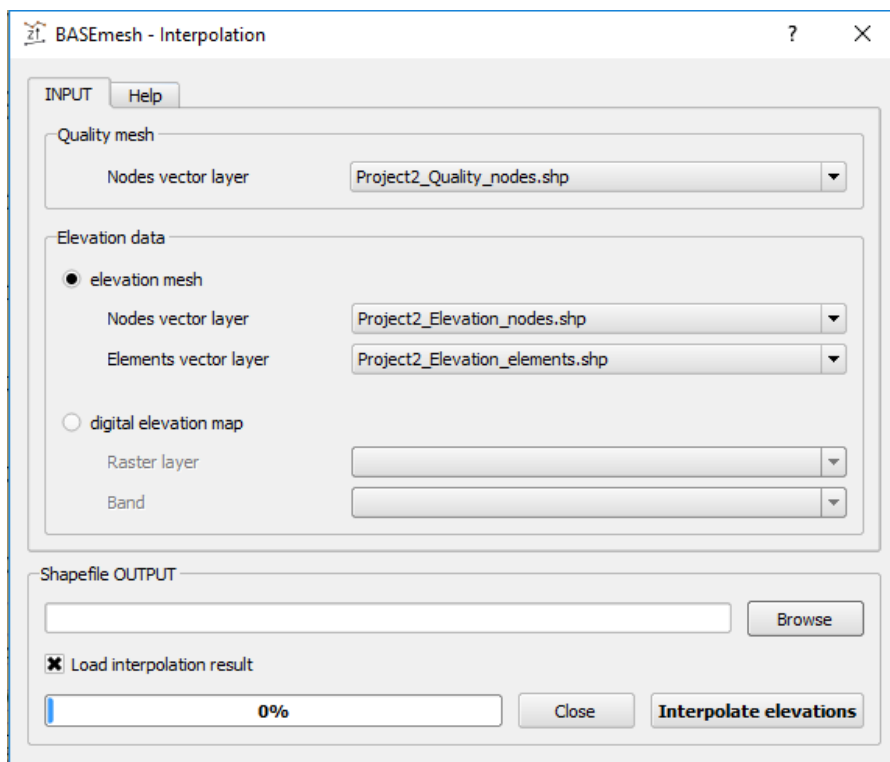 BASEmesh - Interpolation ?
INPUT Help
Quality mesh
Nodes vector layer Project2_Quality_nodes.shp
Elevation data
elevation mesh
Nodes vector layer Project2_Elevation_nodes.shp
Elements vector layer Project2_Elevation_elements.shp
digital elevation map
Raster layer
Band
Shapefile OUTPUT
Browse
Load interpolation result
0% Close Interpolate elevations